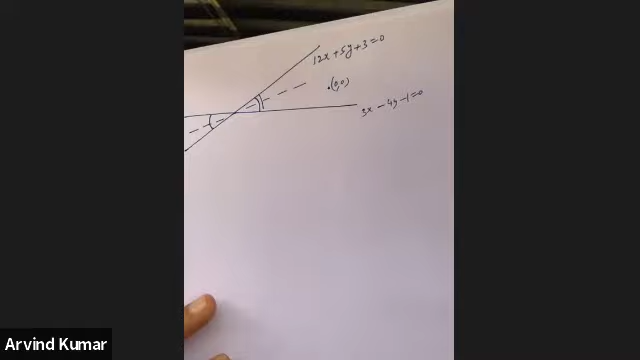 12x + 5y + 3 = 0
(0,0)
3x - 4y - 1 = 0
Arvind Kumar